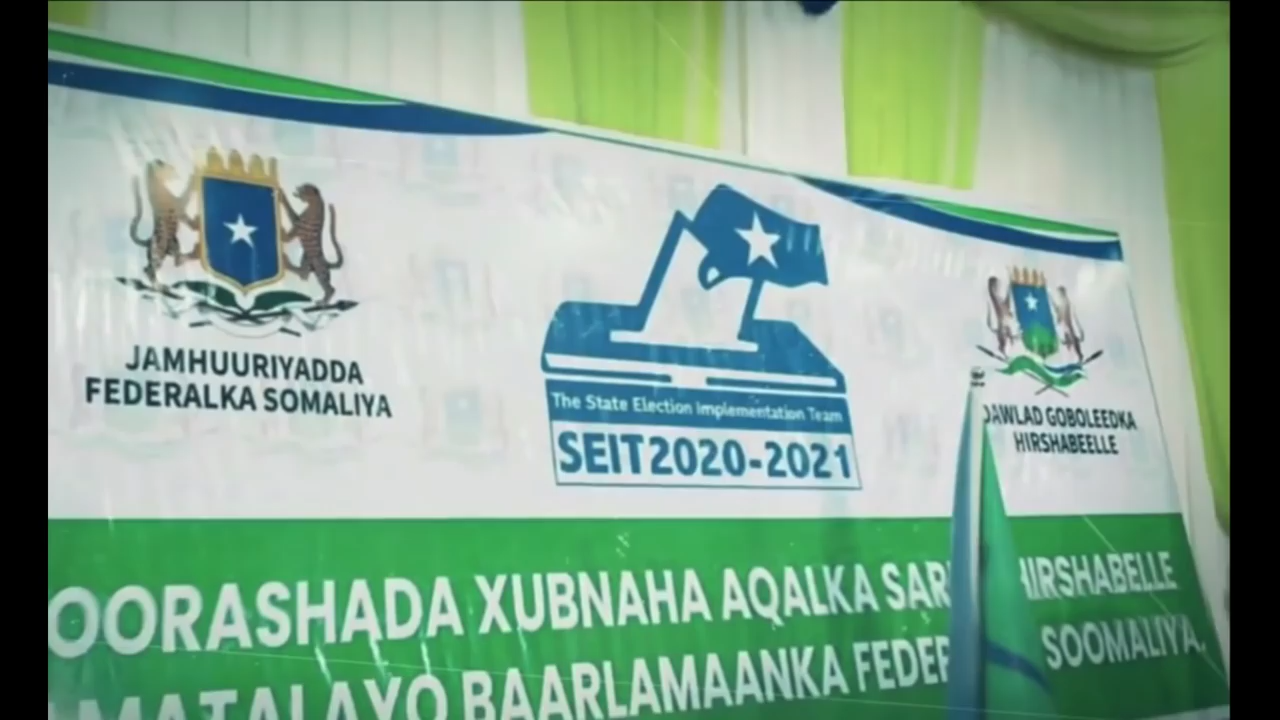 JAMHUURIYADDA
FEDERALKA SOMALIYA
The State Election Implementation Team
SEIT2020-2021
DAWLAD GOBOLEEDKA
HIRSHABEELLE
OORASHADA XUBNAHA AQALKA SAR HIRSHABELLE
MATALAYO BAARLAMAANKA FEDER SOOMALIYA.